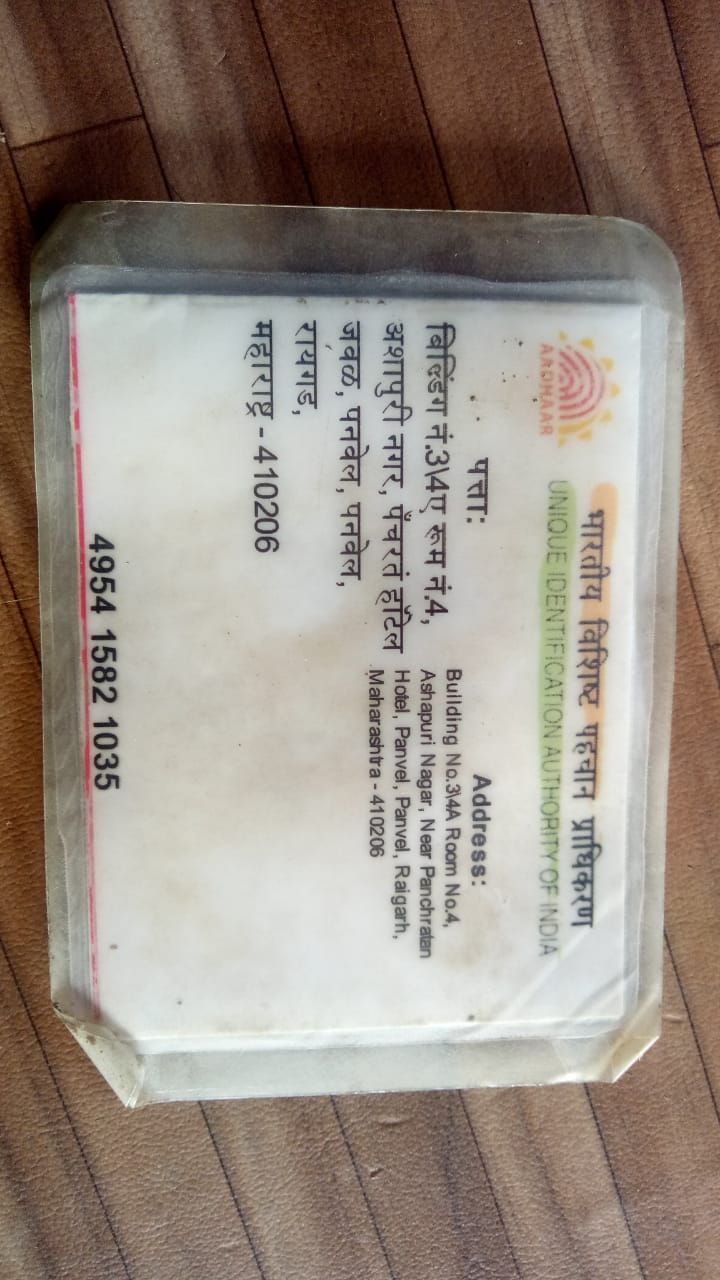 AADHAAR
भारतीय विशिष्ट पहचान प्राधिकरण
UNIQUE IDENTIFICATION AUTHORITY OF INDIA
पत्ता:
बिल्डिंग नं.3\4ए रूम नं.4,
अशापुरी नगर, पँचरतं हॉटेल
जवळ, पनवेल, पनवेल,
रायगड,
महाराष्ट्र - 410206
Address:
Building No.3\4A Room No.4,
Ashapuri Nagar, Near Panchratan
Hotel, Panvel, Panvel, Raigarh,
Maharashtra - 410206
4954 1582 1035